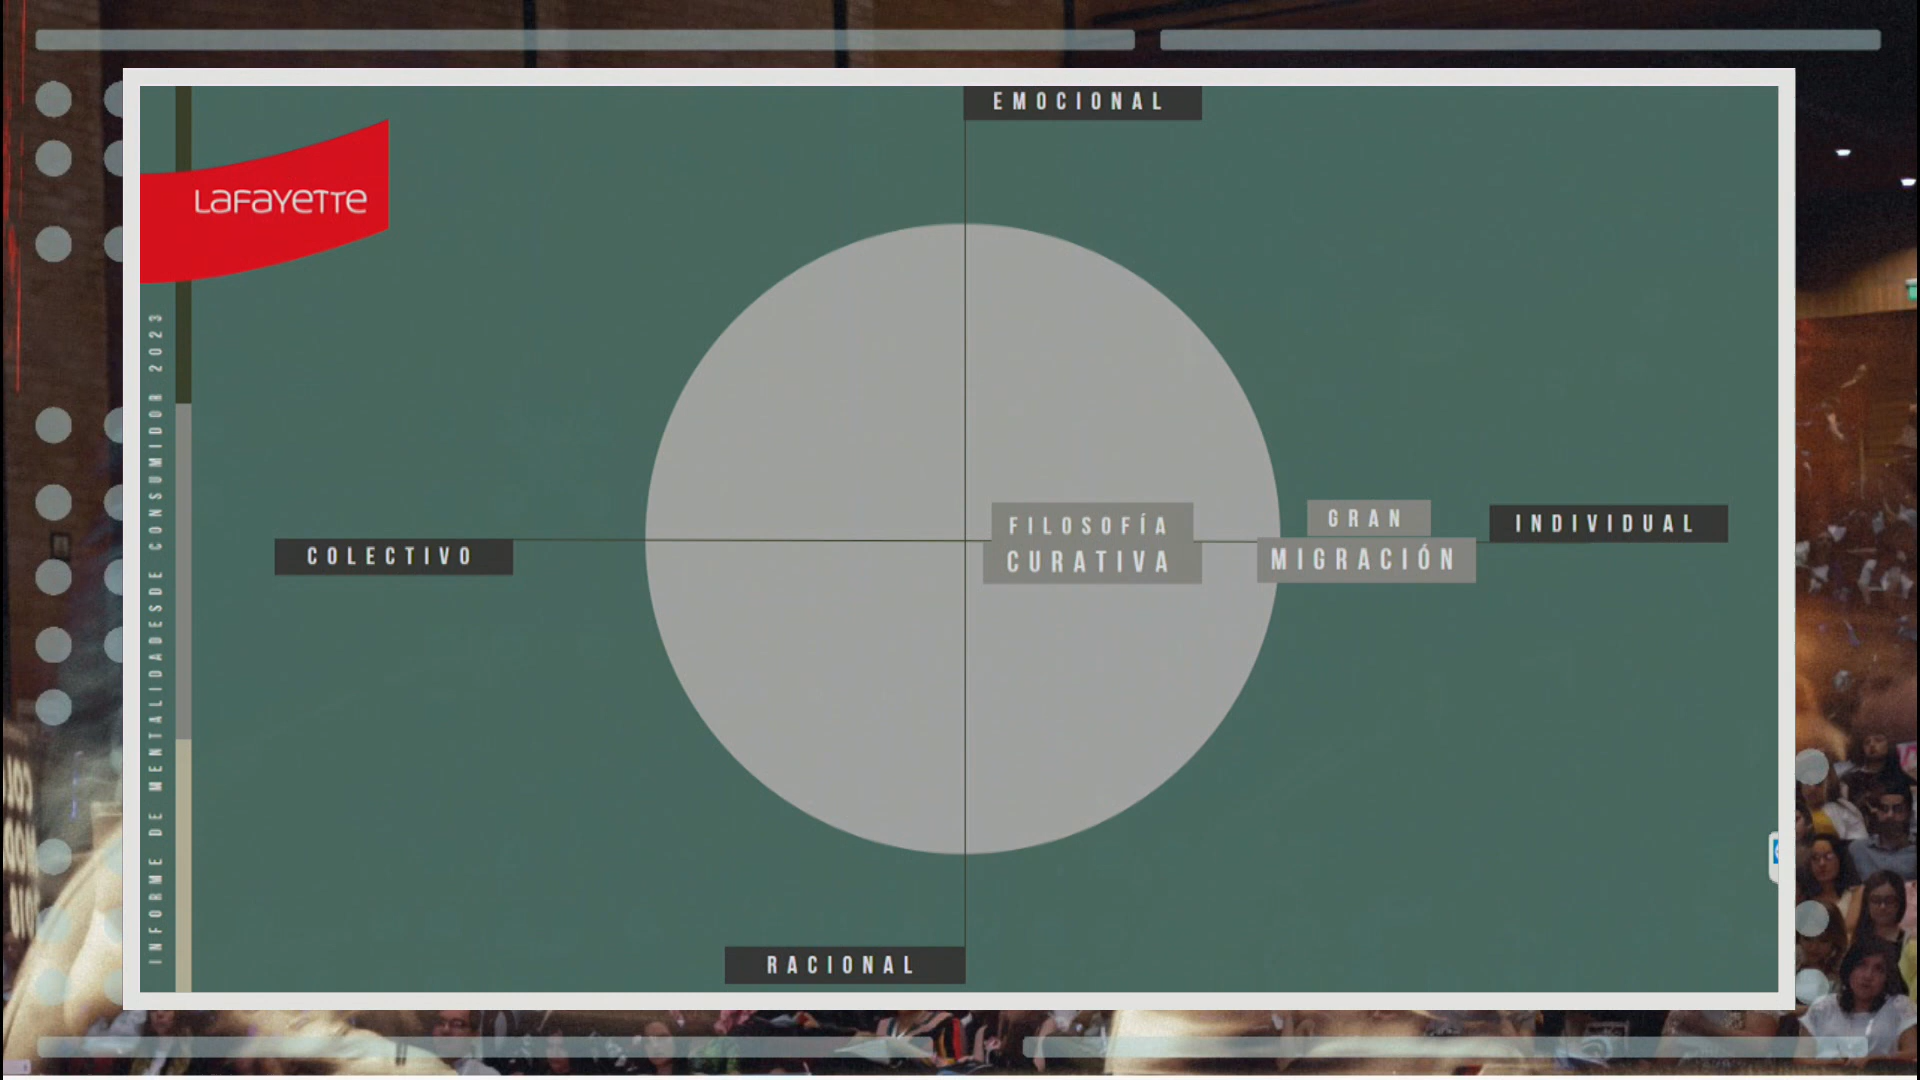 EMOCIONAL
LAFAYETTE
INFORME DE MENTALIDADESDE CONSUMIDOR 2023
FILOSOFÍA
CURATIVA
GRAN
MIGRACIÓN
INDIVIDUAL
COLECTIVO
RACIONAL